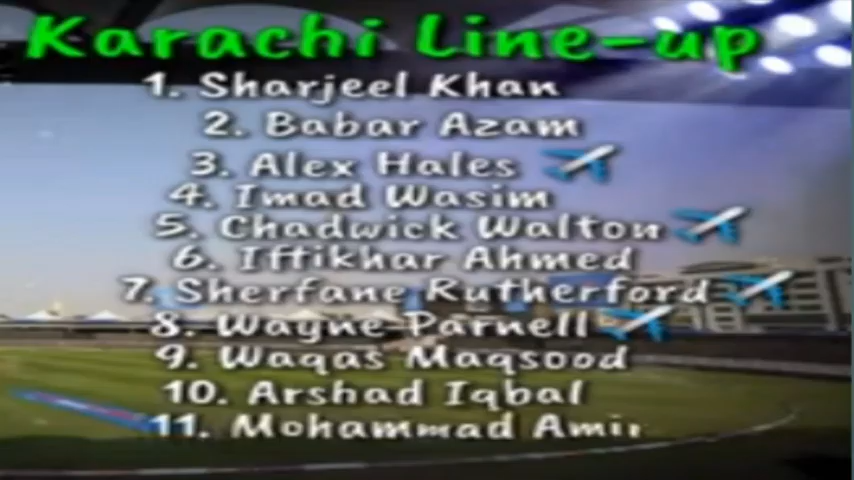 Karachi Line-up
1. Sharjeel Khan
2. Babar Azam
3. Alex Hales ✈️
4. Imad Wasim
5. Chadwick Walton ✈️
6. Iftikhar Ahmed
7. Sherfane Rutherford ✈️
8. Wayne Parnell ✈️
9. Waqas Maqsood
10. Arshad Iqbal
11. Mohammad Amir